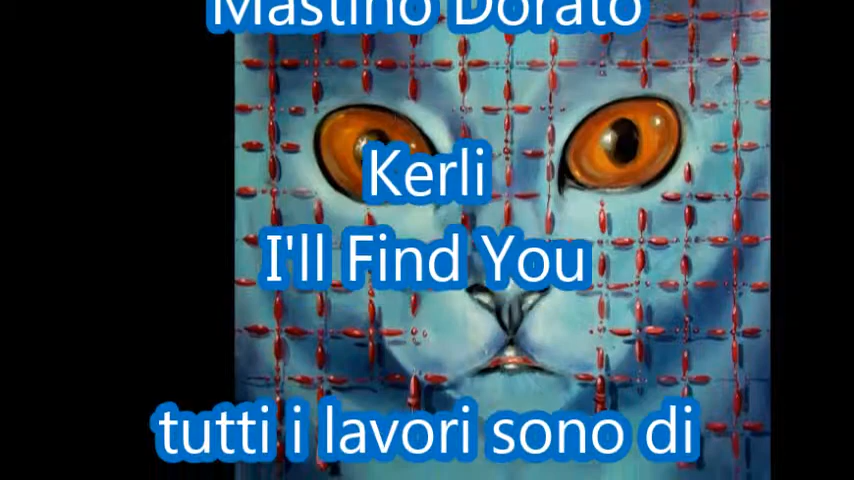 Mastino Dorato
Kerli
I'll Find You
tutti i lavori sono di